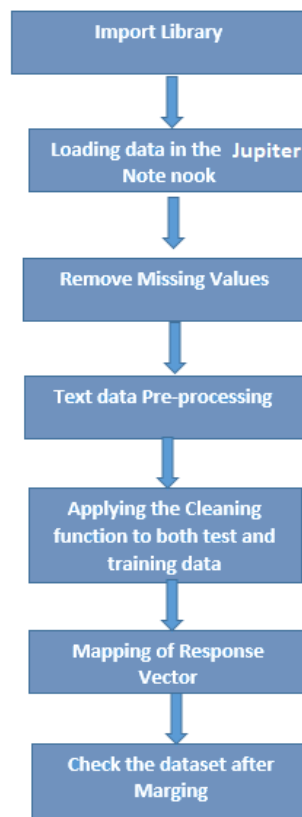 Import Library
Loading data in the Jupiter
Note nook
Remove Missing Values
Text data Pre-processing
Applying the Cleaning
function to both test and
training data
Mapping of Response
Vector
Check the dataset after
Marging